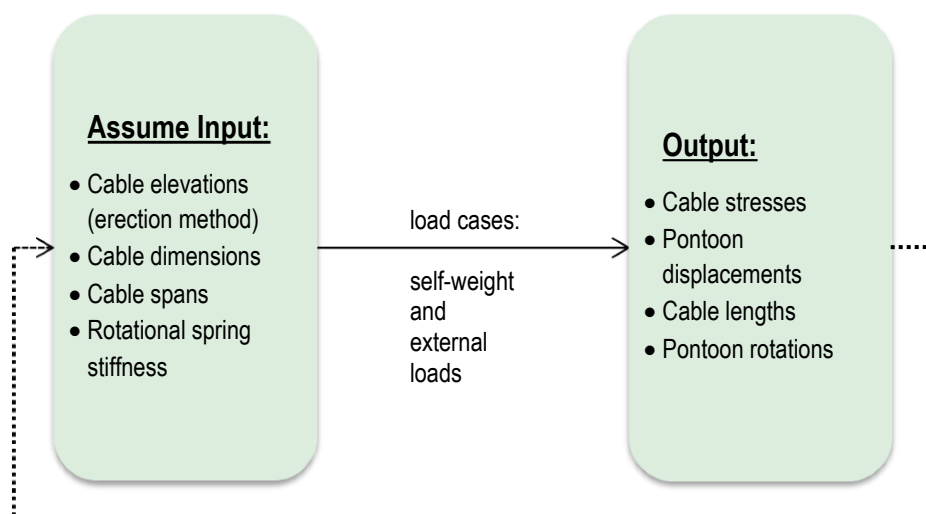 Assume Input:
• Cable elevations
(erection method)
• Cable dimensions
• Cable spans
• Rotational spring
stiffness
load cases:
self-weight
and
external
loads
Output:
• Cable stresses
• Pontoon
displacements
• Cable lengths
• Pontoon rotations